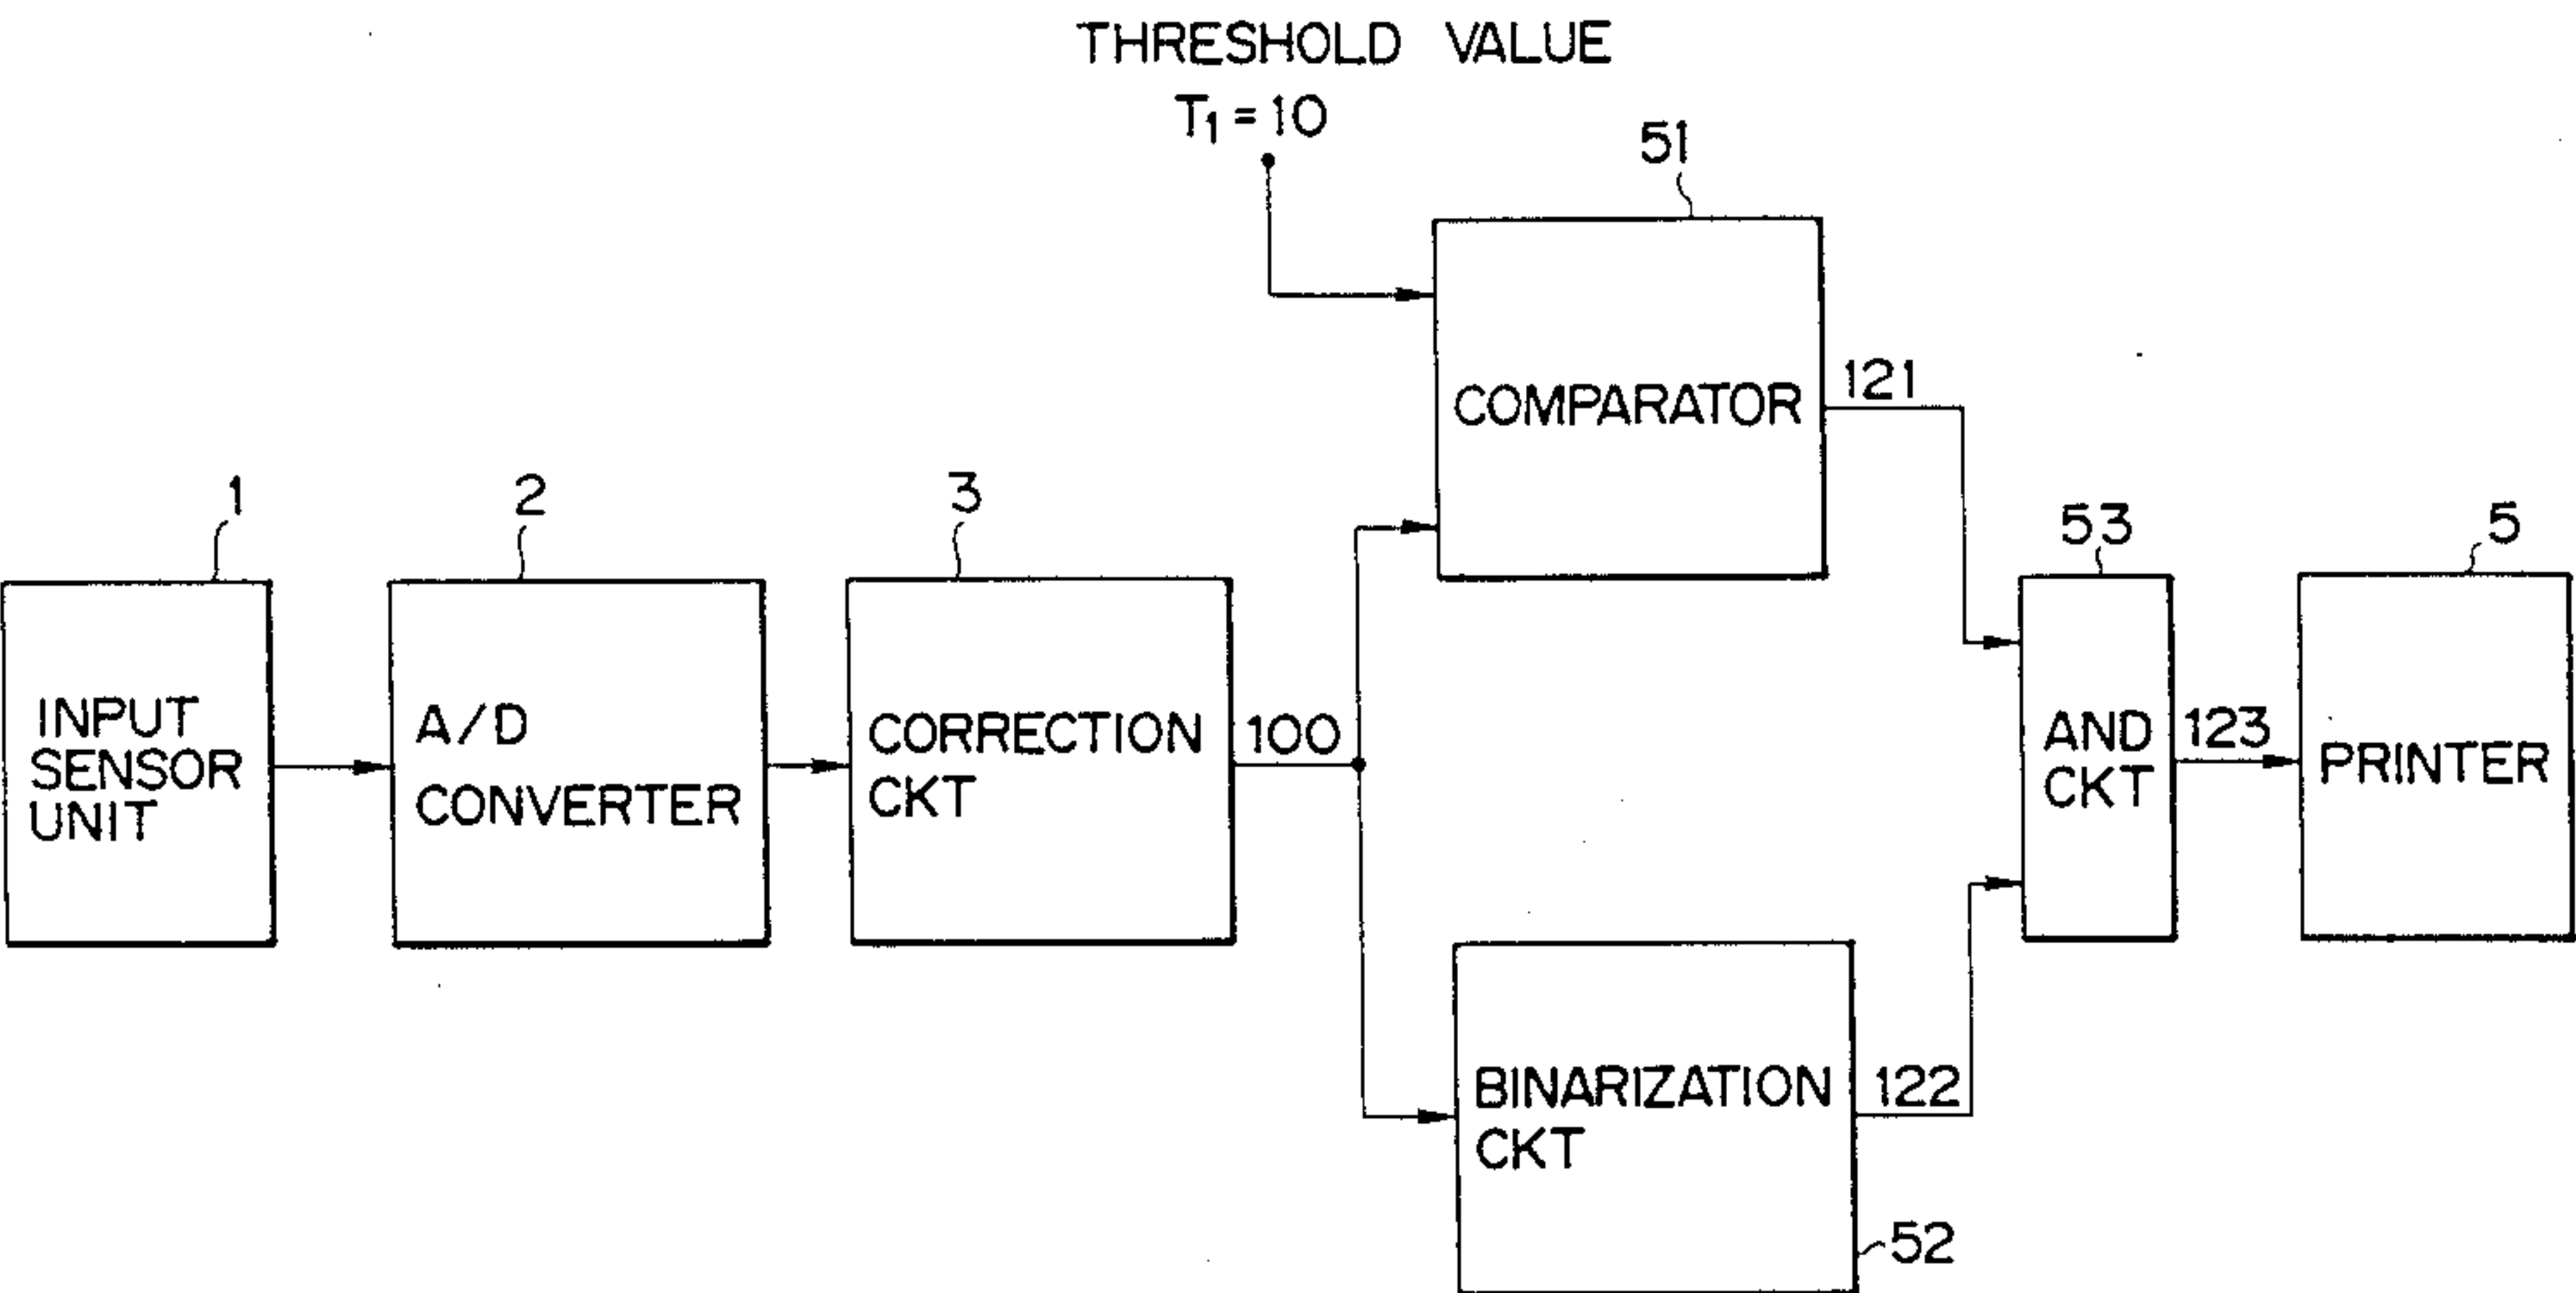 THRESHOLD VALUE
T₁ = 10
51
COMPARATOR
121
1
INPUT
SENSOR
UNIT
2
A/D
CONVERTER
3
CORRECTION
CKT
100
53
AND
CKT
123
5
PRINTER
BINARIZATION
CKT
122
52